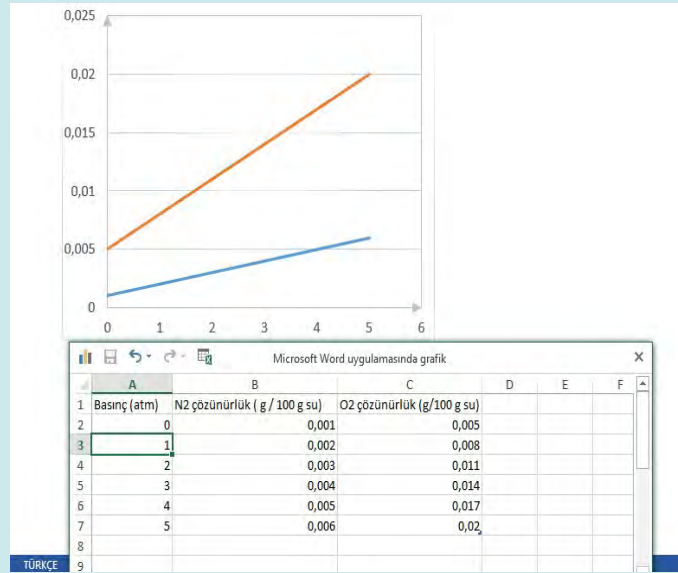 0,025
0,02
0,015
0,01
0,005
0
0 1 2 3 4 5 6
Microsoft Word uygulamasında grafik
A B C D E F
1 Basınç (atm) N2 çözünürlük ( g / 100 g su) O2 çözünürlük (g/100 g su)
2 0 0,001 0,005
3 1 0,002 0,008
4 2 0,003 0,011
5 3 0,004 0,014
6 4 0,005 0,017
7 5 0,006 0,02
8
TÜRKÇE 9